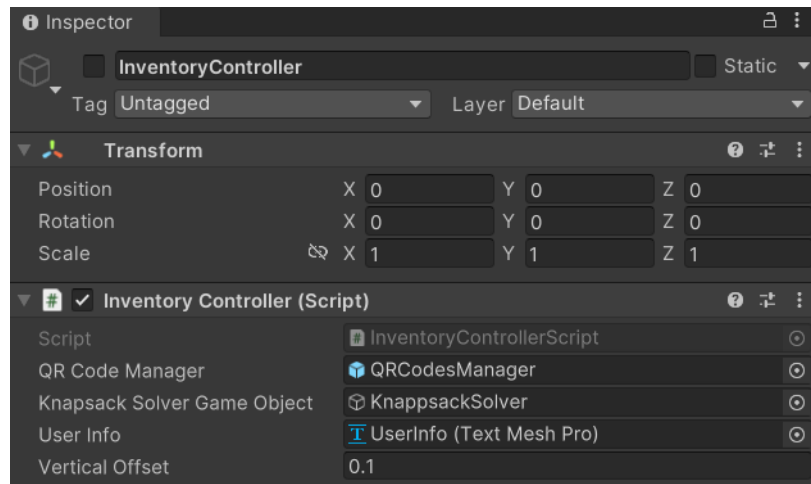 Inspector
InventoryController Static
Tag Untagged Layer Default
Transform
Position X 0 Y 0 Z 0
Rotation X 0 Y 0 Z 0
Scale X 1 Y 1 Z 1
# Inventory Controller (Script)
Script # InventoryControllerScript
QR Code Manager QRCodesManager
Knapsack Solver Game Object KnappsackSolver
User Info T UserInfo (Text Mesh Pro)
Vertical Offset 0.1